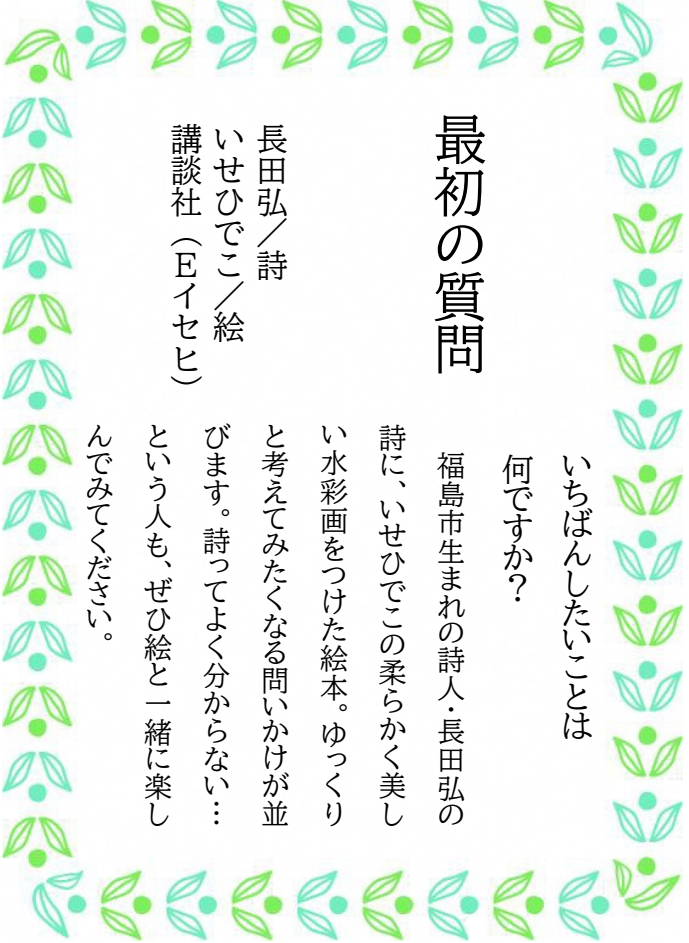 最初の質問
長田弘／詩
いせひでこ／絵
講談社（Eイセヒ）
いちばんしたいことは
何ですか？
福島市生まれの詩人・長田弘の
詩に、いせひでこの柔らかく美し
い水彩画をつけた絵本。ゆっくり
と考えてみたくなる問いかけが並
びます。詩ってよく分からない…
という人も、ぜひ絵と一緒に楽し
んでみてください。